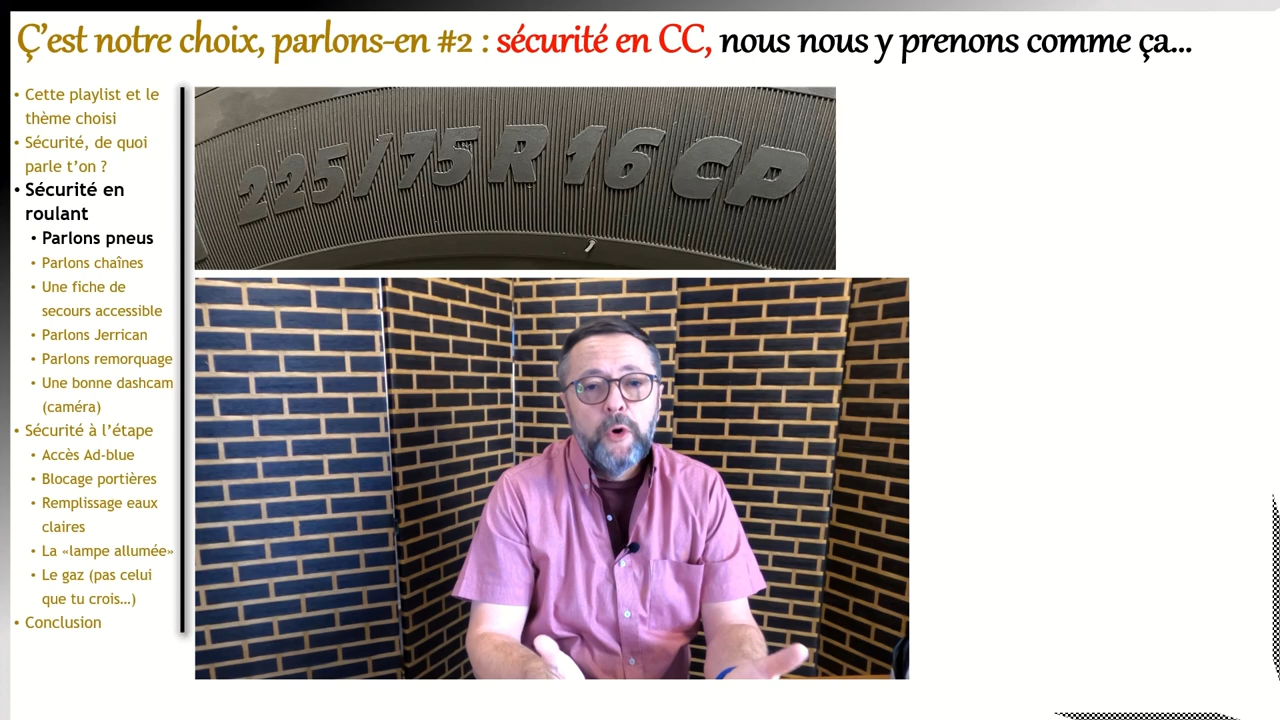 Ç'est notre choix, parlons-en #2 : sécurité en CC, nous nous y prenons comme ça...
• Cette playlist et le
thème choisi
• Sécurité, de quoi
parle t'on ?
• Sécurité en
roulant
• Parlons pneus
• Parlons chaînes
• Une fiche de
secours accessible
• Parlons Jerrican
• Parlons remorquage
• Une bonne dashcam
(caméra)
• Sécurité à l'étape
• Accès Ad-blue
• Blocage portières
• Remplissage eaux
claires
• La «lampe allumée»
• Le gaz (pas celui
que tu crois...)
• Conclusion
225/75 R 16 CP